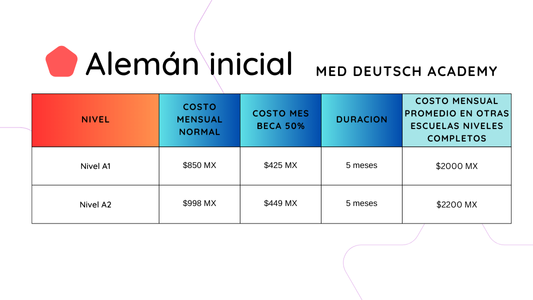 Alemán inicial
MED DEUTSCH ACADEMY
NIVEL
COSTO
MENSUAL
NORMAL
COSTO MES
BECA 50%
DURACION
COSTO MENSUAL
PROMEDIO EN OTRAS
ESCUELAS NIVELES
COMPLETOS
Nivel A1
$850 MX
$425 MX
5 meses
$2000 MX
Nivel A2
$998 MX
$449 MX
5 meses
$2200 MX